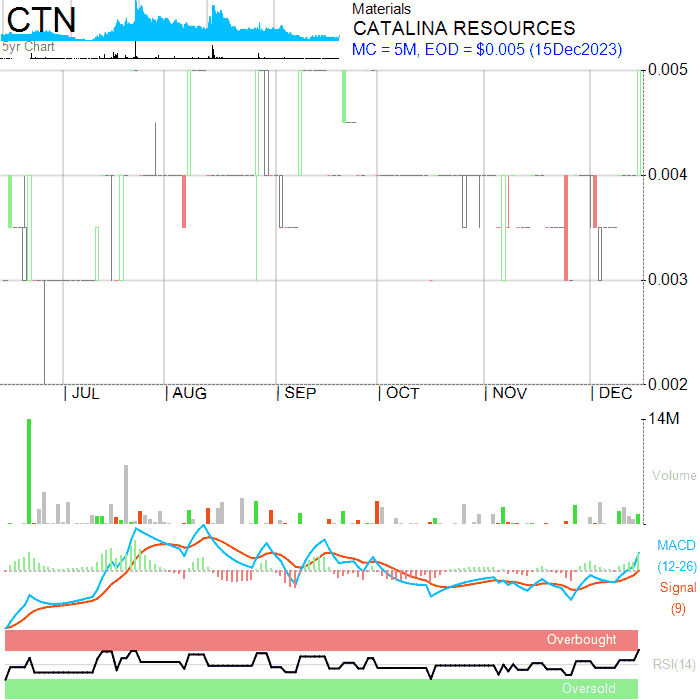 CTN
5yr Chart
Materials
CATALINA RESOURCES
MC = 5M, EOD = $0.005 (15Dec2023)
0.005
0.004
0.003
0.002
| JUL | AUG | SEP | OCT | NOV | DEC
14M
Volume
MACD
(12-26)
Signal
(9)
Overbought
RSI(14)
Oversold